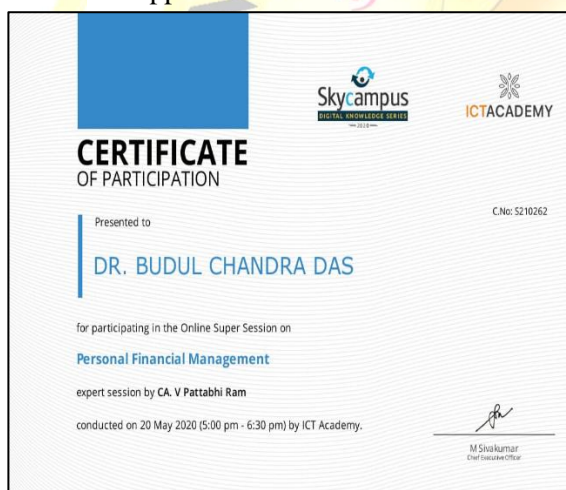 Skycampus
DIGITAL KNOWLEDGE SERIES
2020
ICTACADEMY
CERTIFICATE
OF PARTICIPATION
C.No: S210262
Presented to
DR. BUDUL CHANDRA DAS
for participating in the Online Super Session on
Personal Financial Management
expert session by CA. V Pattabhi Ram
conducted on 20 May 2020 (5:00 pm - 6:30 pm) by ICT Academy.
M Sivakumar
Chief Executive Officer